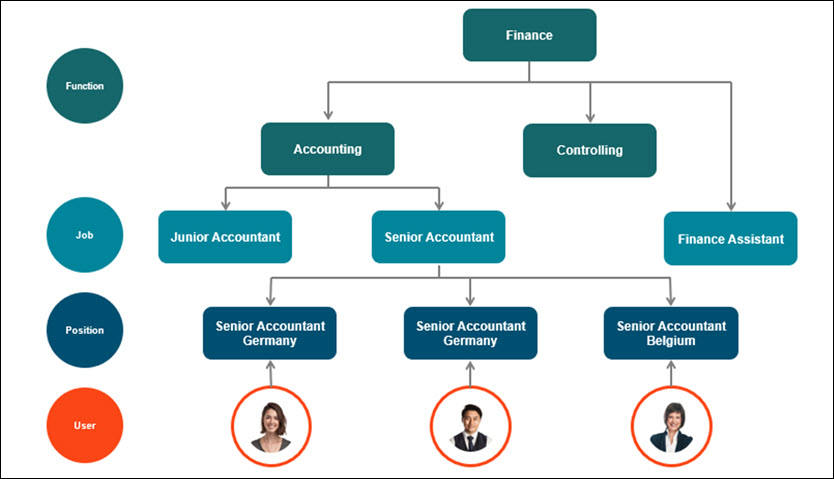 Finance
Function
Accounting
Controlling
Job
Junior Accountant
Senior Accountant
Finance Assistant
Position
Senior Accountant
Germany
Senior Accountant
Germany
Senior Accountant
Belgium
User